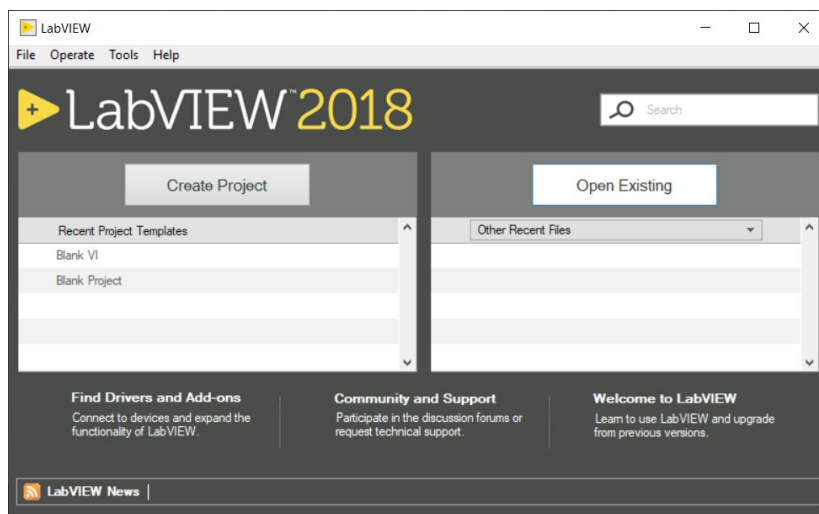 LabVIEW
File Operate Tools Help
LabVIEW™ 2018
Search
Create Project
Open Existing
Recent Project Templates
Other Recent Files
Blank VI
Blank Project
Find Drivers and Add-ons
Connect to devices and expand the
functionality of LabVIEW.
Community and Support
Participate in the discussion forums or
request technical support.
Welcome to LabVIEW
Learn to use LabVIEW and upgrade
from previous versions.
LabVIEW News